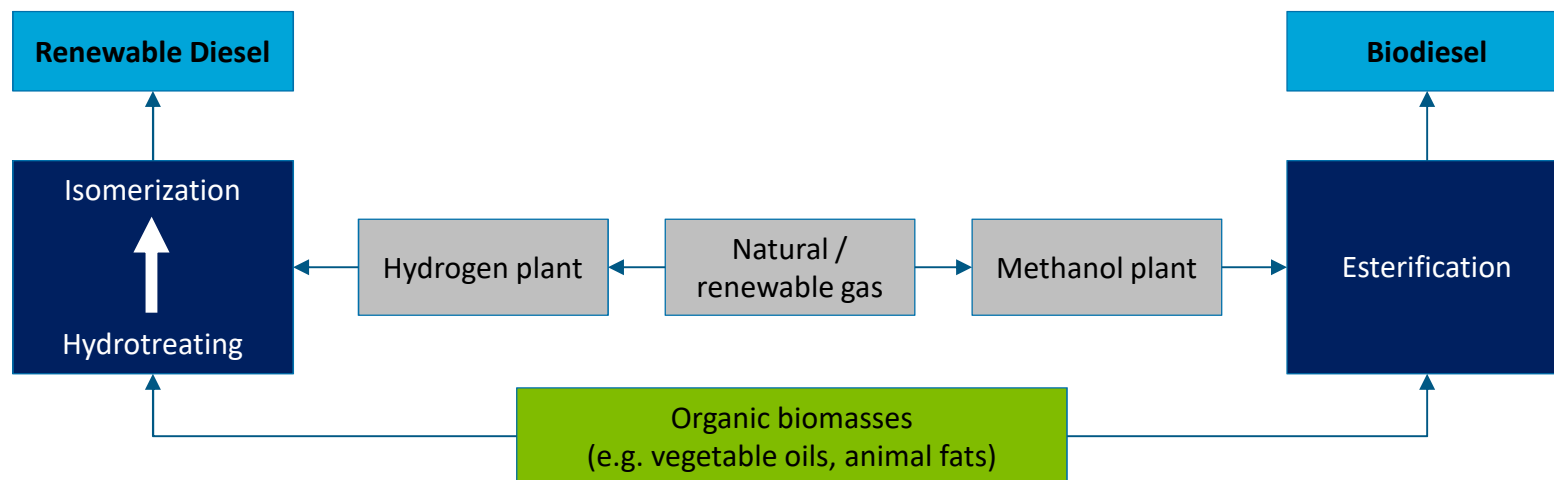 Renewable Diesel
Biodiesel
Isomerization
Hydrotreating
Hydrogen plant
Natural /
renewable gas
Methanol plant
Esterification
Organic biomasses
(e.g. vegetable oils, animal fats)